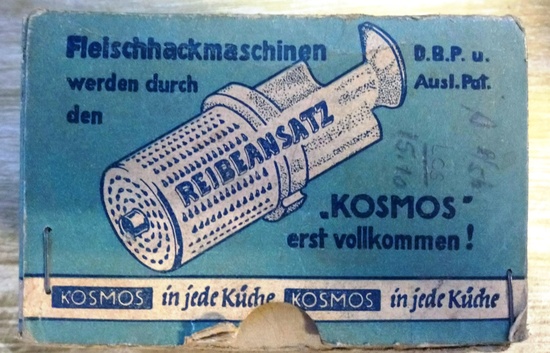 Fleischhackmaschinen
werden durch
den
D.B.P. u.
Ausl.Pat.
REIBEANSATZ
„KOSMOS"
erst vollkommen!
KOSMOS in jede Küche KOSMOS in jede Küche